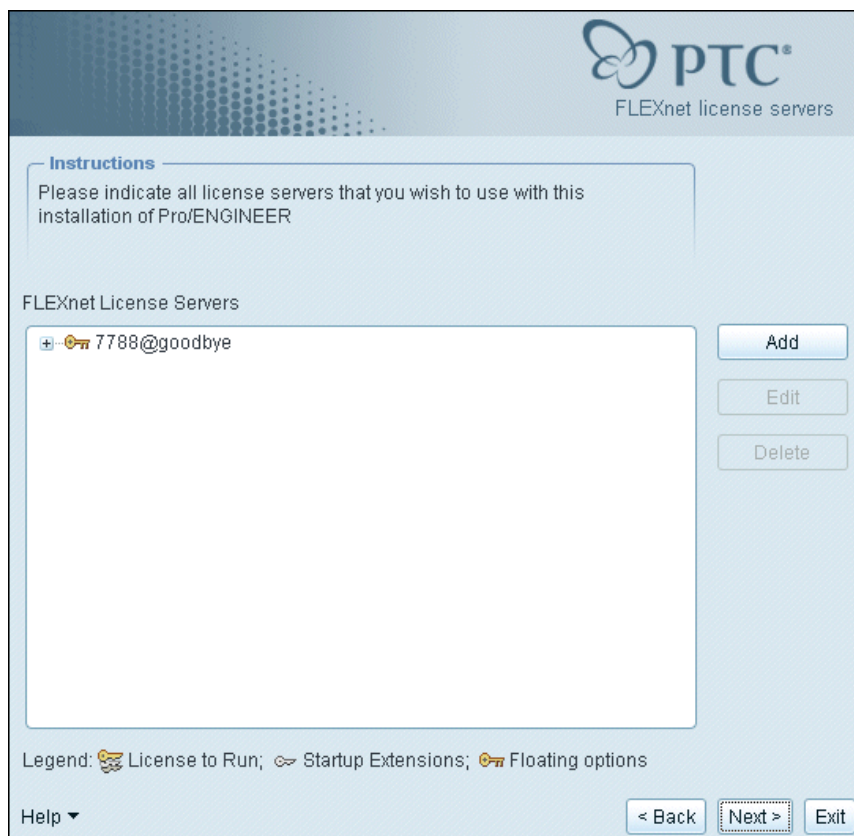 PTC®
FLEXnet license servers
Instructions
Please indicate all license servers that you wish to use with this
installation of Pro/ENGINEER
FLEXnet License Servers
7788@goodbye
Add
Edit
Delete
Legend: License to Run; Startup Extensions; Floating options
Help
< Back Next > Exit